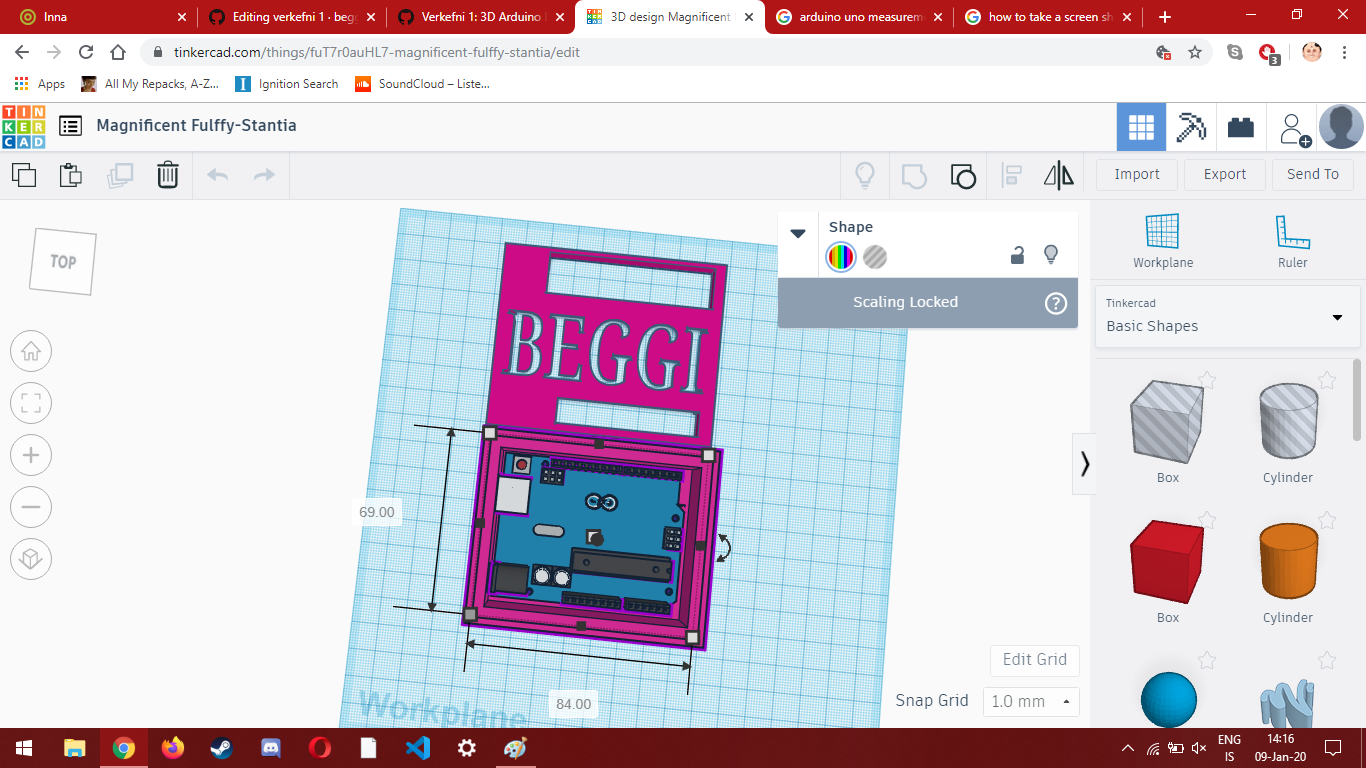 Inna
Editing verkefni 1 · beg
Verkefni 1: 3D Arduino
3D design Magnificent
arduino uno measurem
how to take a screen sh
tinkercad.com/things/fuT7r0auHL7-magnificent-fulffy-stantia/edit
3
Apps
All My Repacks, A-Z...
Ignition Search
SoundCloud – Liste...
TIN
KER
CAD
Magnificent Fulffy-Stantia
Import
Export
Send To
TOP
Shape
Scaling Locked
?
Workplane
Ruler
Tinkercad
Basic Shapes
BEGGI
Box
Cylinder
69.00
Box
Cylinder
Edit Grid
Snap Grid
1.0 mm
84.00
Workplane
ENG
IS
14:16
09-Jan-20